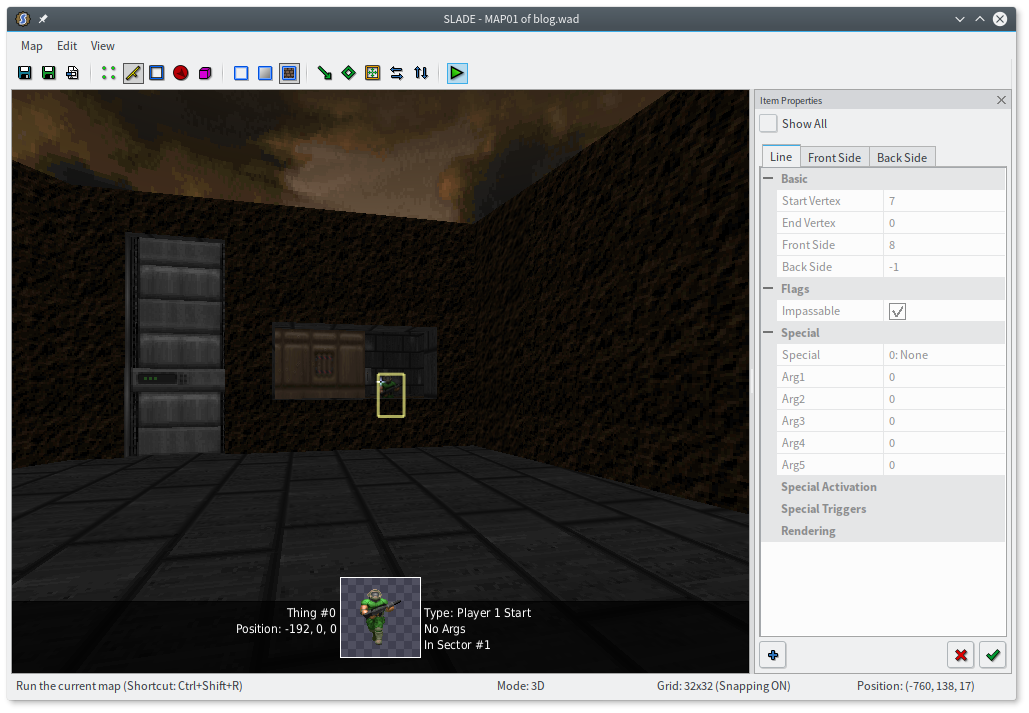 SLADE - MAP01 of blog.wad
Map Edit View
Item Properties
Show All
Line Front Side Back Side
Basic
Start Vertex 7
End Vertex 0
Front Side 8
Back Side -1
Flags
Impassable
Special
Special 0: None
Arg1 0
Arg2 0
Arg3 0
Arg4 0
Arg5 0
Special Activation
Special Triggers
Rendering
Thing #0
Position: -192, 0, 0
Type: Player 1 Start
No Args
In Sector #1
Run the current map (Shortcut: Ctrl+Shift+R) Mode: 3D Grid: 32x32 (Snapping ON) Position: (-760, 138, 17)